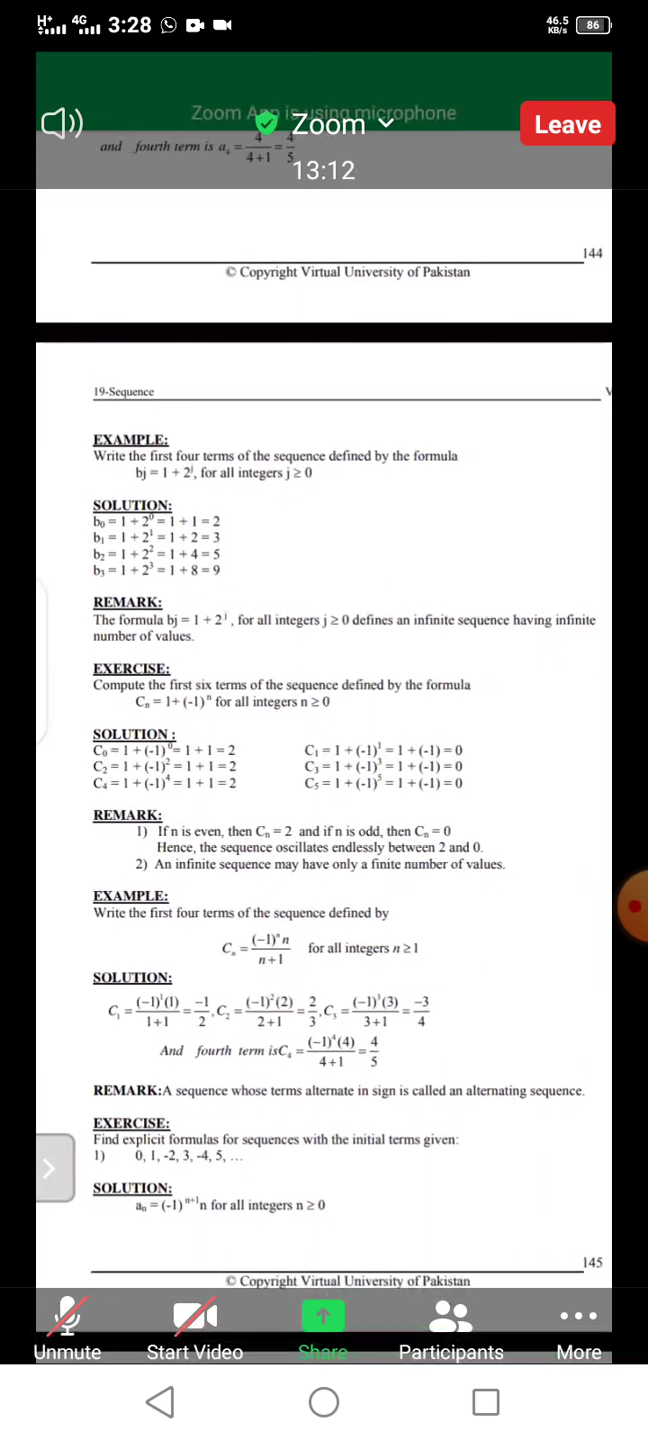 H+ 4G 3:28 46.5 KB/s 86
Zoom App is using microphone
Zoom Leave
and fourth term is a₄ = 4/(4+1) = 4/5
13:12
144
© Copyright Virtual University of Pakistan
19-Sequence
EXAMPLE:
Write the first four terms of the sequence defined by the formula
bj = 1 + 2ʲ, for all integers j ≥ 0
SOLUTION:
b₀ = 1 + 2⁰ = 1 + 1 = 2
b₁ = 1 + 2¹ = 1 + 2 = 3
b₂ = 1 + 2² = 1 + 4 = 5
b₃ = 1 + 2³ = 1 + 8 = 9
REMARK:
The formula bj = 1 + 2ʲ , for all integers j ≥ 0 defines an infinite sequence having infinite
number of values.
EXERCISE:
Compute the first six terms of the sequence defined by the formula
Cₙ = 1+ (-1)ⁿ for all integers n ≥ 0
SOLUTION :
C₀ = 1 + (-1)⁰ = 1 + 1 = 2 C₁ = 1 + (-1)¹ = 1 + (-1) = 0
C₂ = 1 + (-1)² = 1 + 1 = 2 C₃ = 1 + (-1)³ = 1 + (-1) = 0
C₄ = 1 + (-1)⁴ = 1 + 1 = 2 C₅ = 1 + (-1)⁵ = 1 + (-1) = 0
REMARK:
1) If n is even, then Cₙ = 2 and if n is odd, then Cₙ = 0
Hence, the sequence oscillates endlessly between 2 and 0.
2) An infinite sequence may have only a finite number of values.
EXAMPLE:
Write the first four terms of the sequence defined by
Cₙ = (−1)ⁿn/(n+1) for all integers n ≥ 1
SOLUTION:
C₁ = (−1)¹(1)/(1+1) = −1/2, C₂ = (−1)²(2)/(2+1) = 2/3, C₃ = (−1)³(3)/(3+1) = −3/4
And fourth term isC₄ = (−1)⁴(4)/(4+1) = 4/5
REMARK:A sequence whose terms alternate in sign is called an alternating sequence.
EXERCISE:
Find explicit formulas for sequences with the initial terms given:
1) 0, 1, -2, 3, -4, 5, …
SOLUTION:
aₙ = (-1)ⁿ⁺¹n for all integers n ≥ 0
145
© Copyright Virtual University of Pakistan
Unmute Start Video Share Participants More